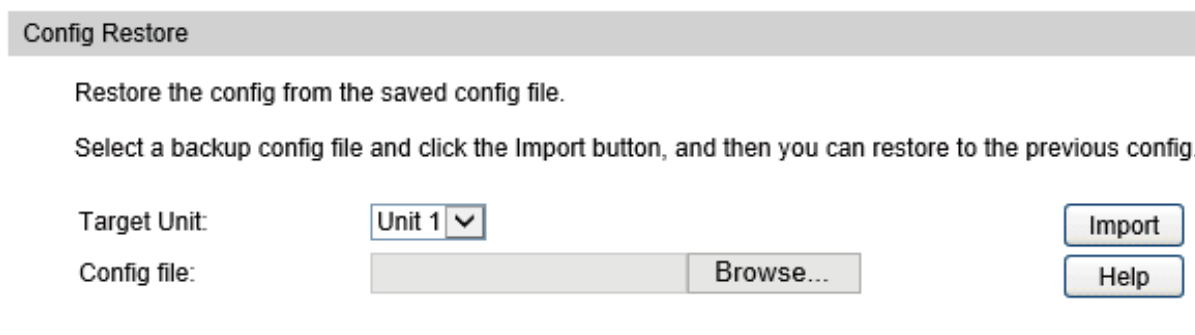 Config Restore
Restore the config from the saved config file.
Select a backup config file and click the Import button, and then you can restore to the previous config.
Target Unit: Unit 1 Import
Config file: Browse... Help